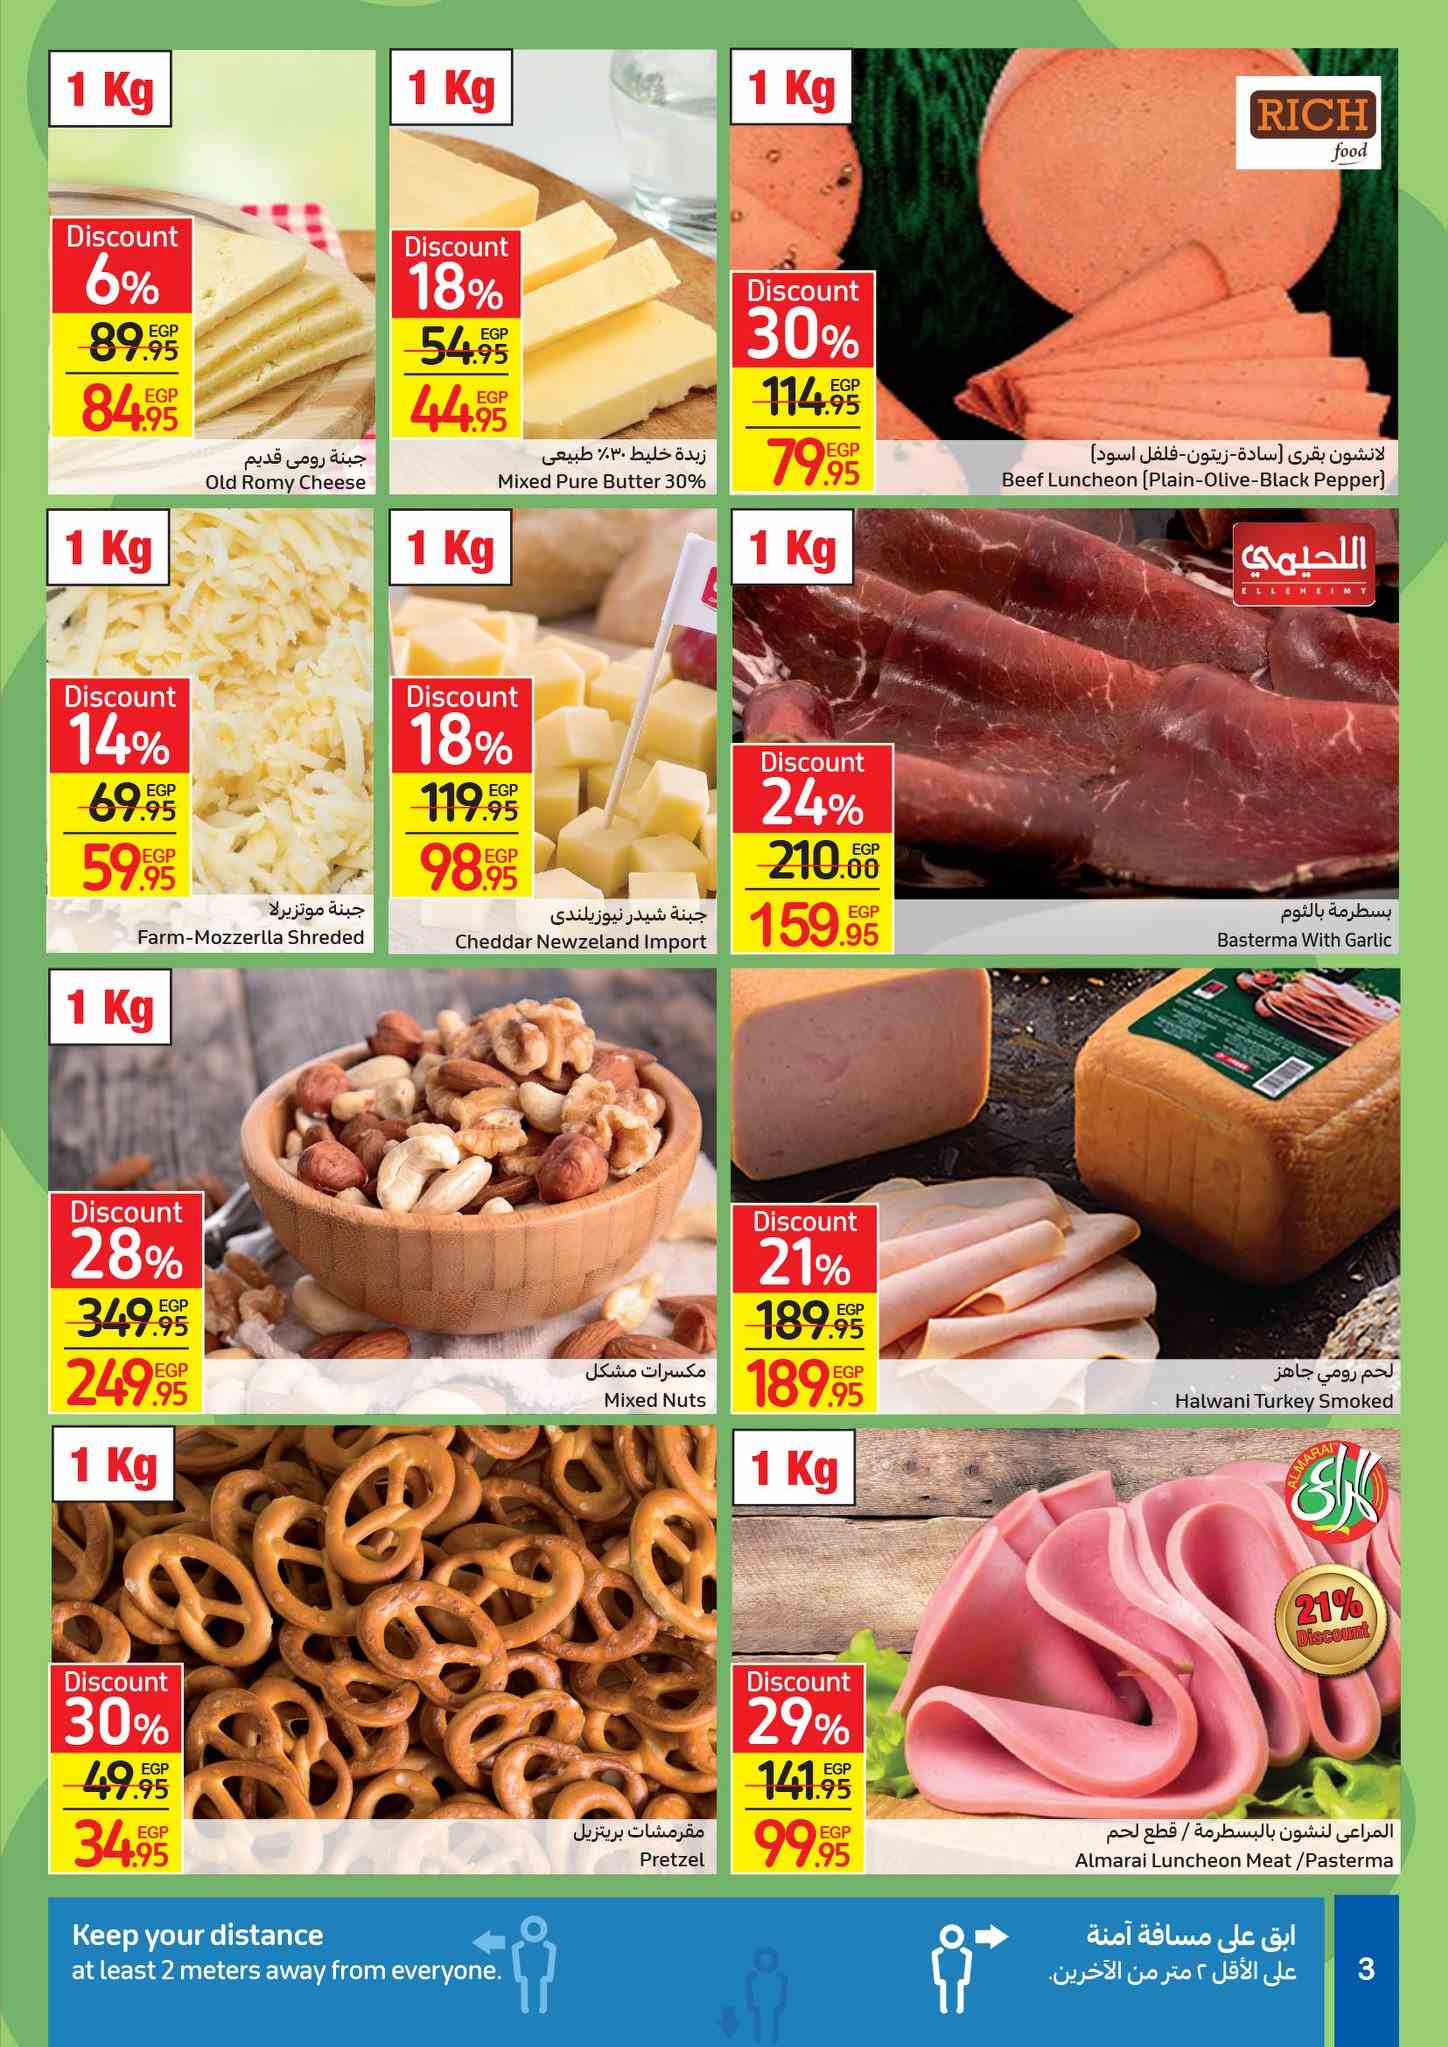 1 Kg
Discount
6%
EGP
89.95
EGP
84.95
جبنة رومى قديم
Old Romy Cheese
1 Kg
Discount
18%
EGP
54.95
EGP
44.95
زبدة خليط ٣٠٪ طبيعى
Mixed Pure Butter 30%
1 Kg
RICH
food
Discount
30%
EGP
114.95
EGP
79.95
لانشون بقرى (سادة-زيتون-فلفل اسود)
Beef Luncheon (Plain-Olive-Black Pepper)
1 Kg
Discount
14%
EGP
69.95
EGP
59.95
جبنة موتزيرلا
Farm-Mozzerlla Shreded
1 Kg
Discount
18%
EGP
119.95
EGP
98.95
جبنة شيدر نيوزيلندى
Cheddar Newzeland Import
1 Kg
اللحيمي
ELLEHEIMY
Discount
24%
EGP
210.00
EGP
159.95
بسطرمة بالثوم
Basterma With Garlic
1 Kg
Discount
28%
EGP
349.95
EGP
249.95
مكسرات مشكل
Mixed Nuts
Discount
21%
EGP
189.95
EGP
189.95
لحم رومي جاهز
Halwani Turkey Smoked
1 Kg
Discount
30%
EGP
49.95
EGP
34.95
مقرمشات بريتزيل
Pretzel
1 Kg
ALMARAI
المراعى
21%
Discount
Discount
29%
EGP
141.95
EGP
99.95
المراعى لنشون بالبسطرمة / قطع لحم
Almarai Luncheon Meat /Pasterma
Keep your distance
at least 2 meters away from everyone.
ابق على مسافة آمنة
على الأقل ٢ متر من الآخرين.
3